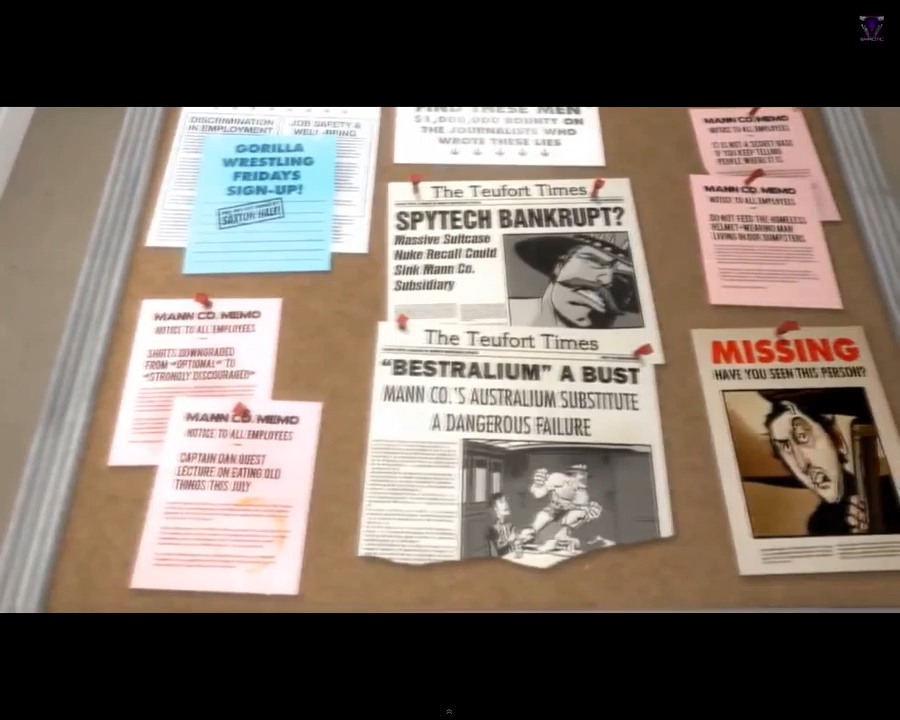 DISCRIMINATION
IN EMPLOYMENT
JOB SAFETY &
WELL-BEING
GORILLA
WRESTLING
FRIDAYS
SIGN-UP!
SAXTON HALE!
FIND THESE MEN
$1,000,000 BOUNTY ON
THE JOURNALISTS WHO
WROTE THESE LIES
MANN CO. MEMO
NOTICE TO ALL EMPLOYEES
IT IS NOT A SECRET BASE
IF YOU KEEP TELLING
PEOPLE WHERE IT IS.
The Teufort Times
SPYTECH BANKRUPT?
Massive Suitcase
Nuke Recall Could
Sink Mann Co.
Subsidiary
MANN CO. MEMO
NOTICE TO ALL EMPLOYEES
DO NOT FEED THE HOMELESS
HELMET-WEARING MAN
LIVING IN OUR DUMPSTERS
MANN CO. MEMO
NOTICE TO ALL EMPLOYEES
SHIRTS DOWNGRADED
FROM "OPTIONAL" TO
"STRONGLY DISCOURAGED"
The Teufort Times
"BESTRALIUM" A BUST
MANN CO.'S AUSTRALIUM SUBSTITUTE
A DANGEROUS FAILURE
MISSING
HAVE YOU SEEN THIS PERSON?
MANN CO. MEMO
NOTICE TO ALL EMPLOYEES
CAPTAIN DAN GUEST
LECTURE ON EATING OLD
THINGS THIS JULY